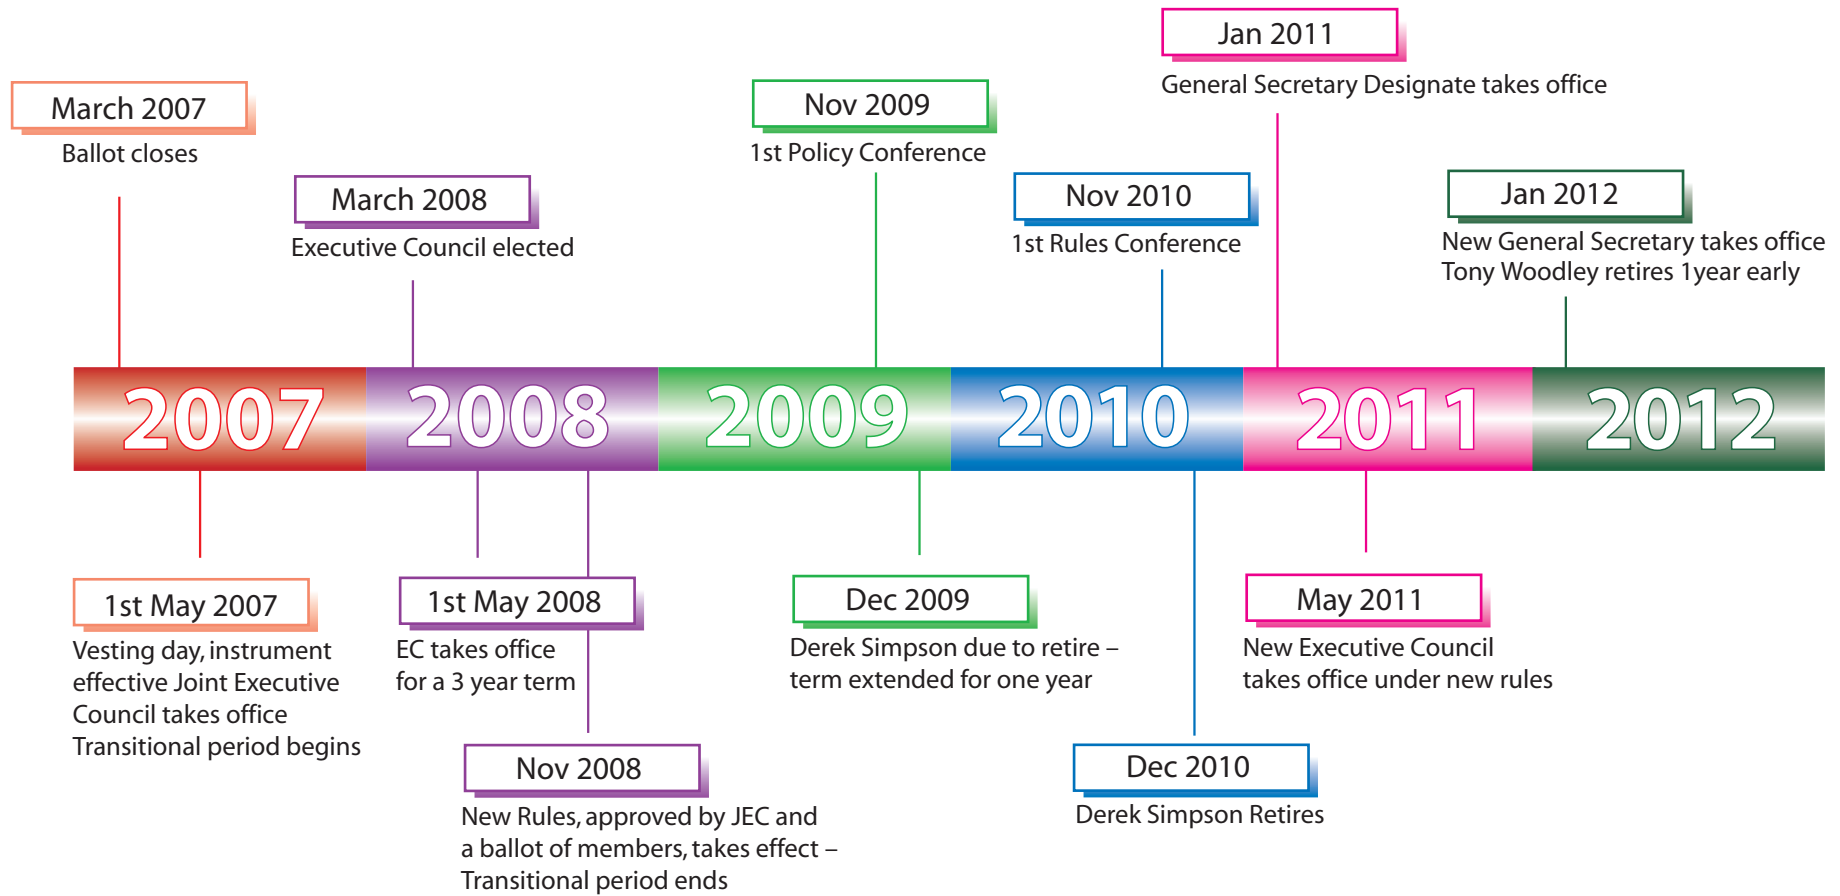 Jan 2011
General Secretary Designate takes office
March 2007
Ballot closes
Nov 2009
1st Policy Conference
March 2008
Executive Council elected
Nov 2010
1st Rules Conference
Jan 2012
New General Secretary takes office
Tony Woodley retires 1year early
2007
2008
2009
2010
2011
2012
1st May 2007
Vesting day, instrument
effective Joint Executive
Council takes office
Transitional period begins
1st May 2008
EC takes office
for a 3 year term
Nov 2008
New Rules, approved by JEC and
a ballot of members, takes effect –
Transitional period ends
Dec 2009
Derek Simpson due to retire –
term extended for one year
Dec 2010
Derek Simpson Retires
May 2011
New Executive Council
takes office under new rules